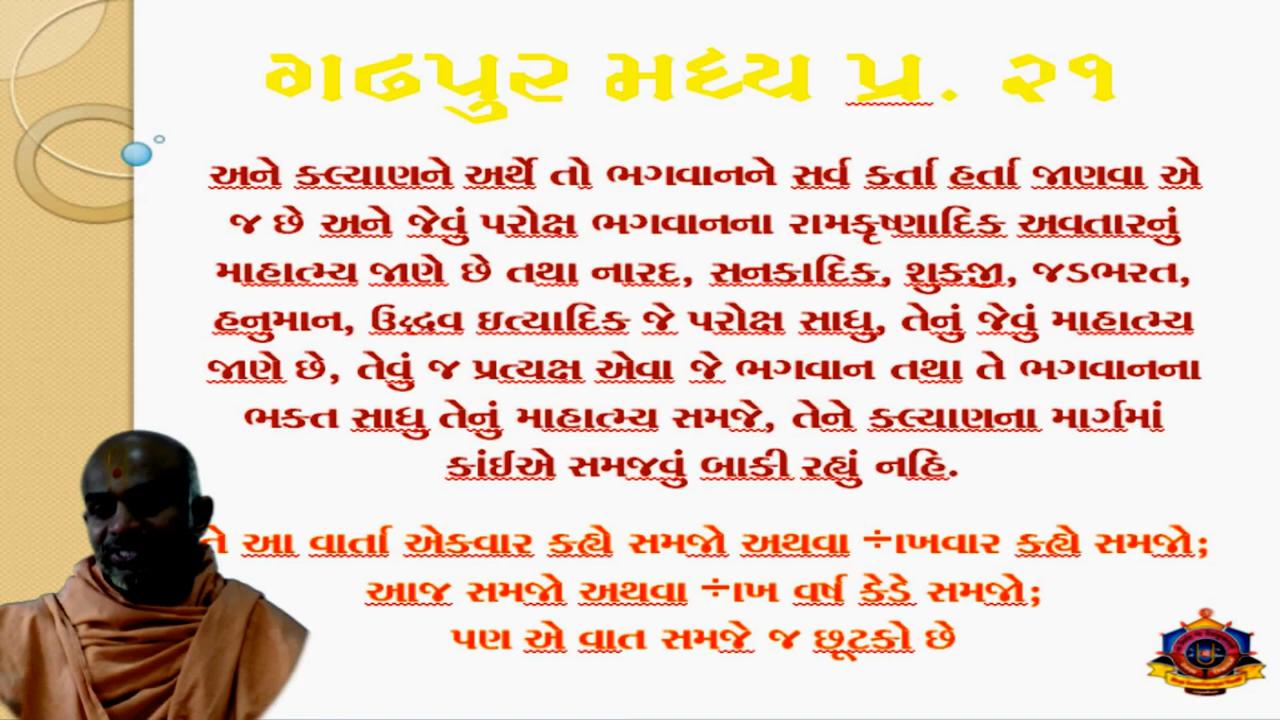 ગઢપુર મધ્ય પ્ર. ૨૧
અને કલ્યાણને અર્થે તો ભગવાનને સર્વ કર્તા હર્તા જાણવા એ
જ છે અને જેવું પરોક્ષ ભગવાનના રામકૃષ્ણાદિક અવતારનું
માહાત્મ્ય જાણે છે તથા નારદ, સનકાદિક, શુકજી, જડભરત,
હનુમાન, ઉદ્ધવ ઇત્યાદિક જે પરોક્ષ સાધુ, તેનું જેવું માહાત્મ્ય
જાણે છે, તેવું જ પ્રત્યક્ષ એવા જે ભગવાન તથા તે ભગવાનના
ભક્ત સાધુ તેનું માહાત્મ્ય સમજે, તેને કલ્યાણના માર્ગમાં
કાંઈએ સમજવું બાકી રહ્યું નહિ.
ને આ વાર્તા એકવાર કહ્યે સમજો અથવા ÷ાખવાર કહ્યે સમજો;
આજ સમજો અથવા ÷ાખ વર્ષ કેડે સમજો;
પણ એ વાત સમજે જ છૂટકો છે